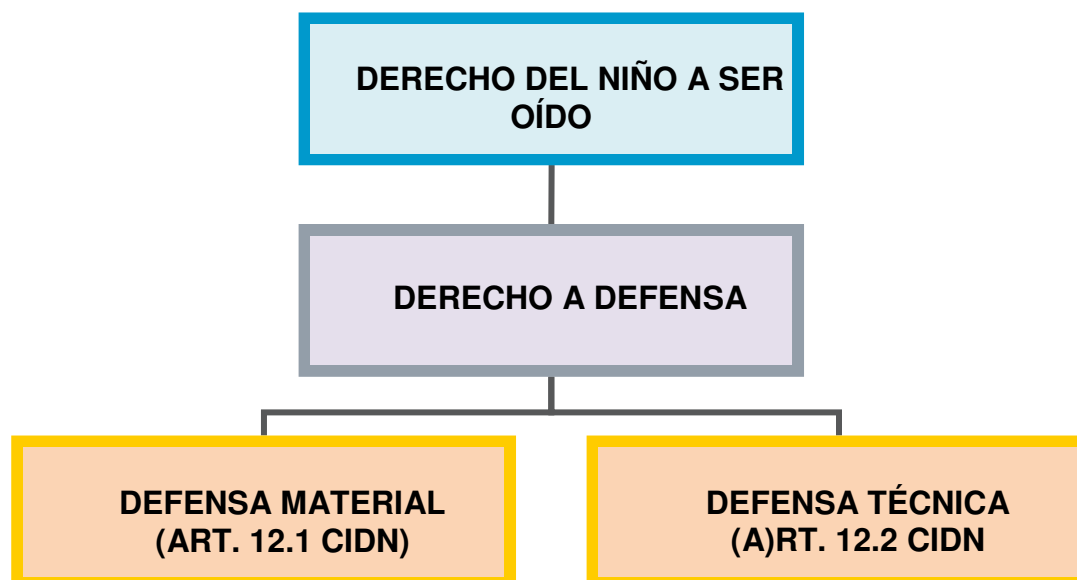 DERECHO DEL NIÑO A SER
OÍDO
DERECHO A DEFENSA
DEFENSA MATERIAL
(ART. 12.1 CIDN)
DEFENSA TÉCNICA
(A)RT. 12.2 CIDN